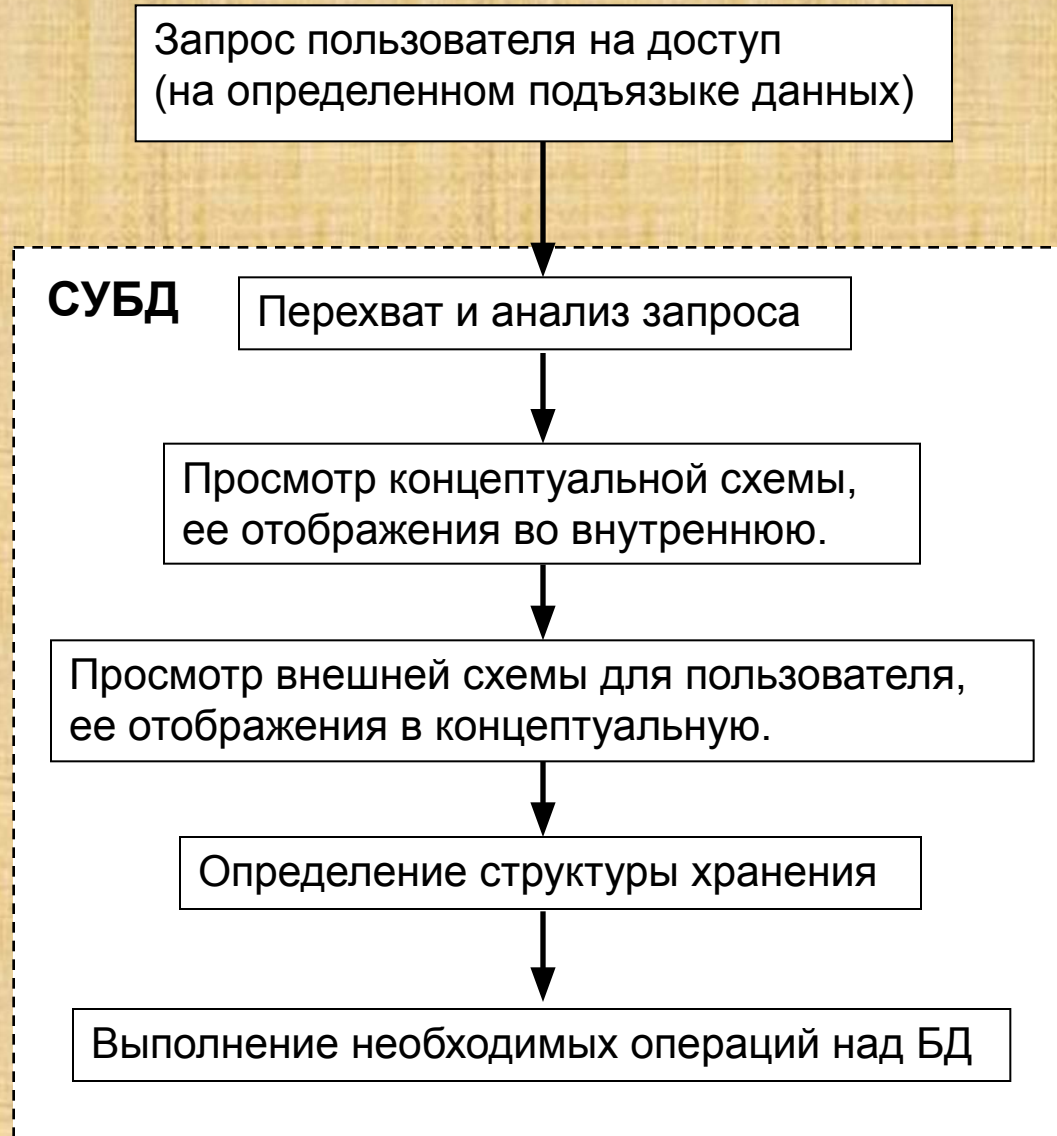 Запрос пользователя на доступ
(на определенном подъязыке данных)
СУБД
Перехват и анализ запроса
Просмотр концептуальной схемы,
ее отображения во внутреннюю.
Просмотр внешней схемы для пользователя,
ее отображения в концептуальную.
Определение структуры хранения
Выполнение необходимых операций над БД